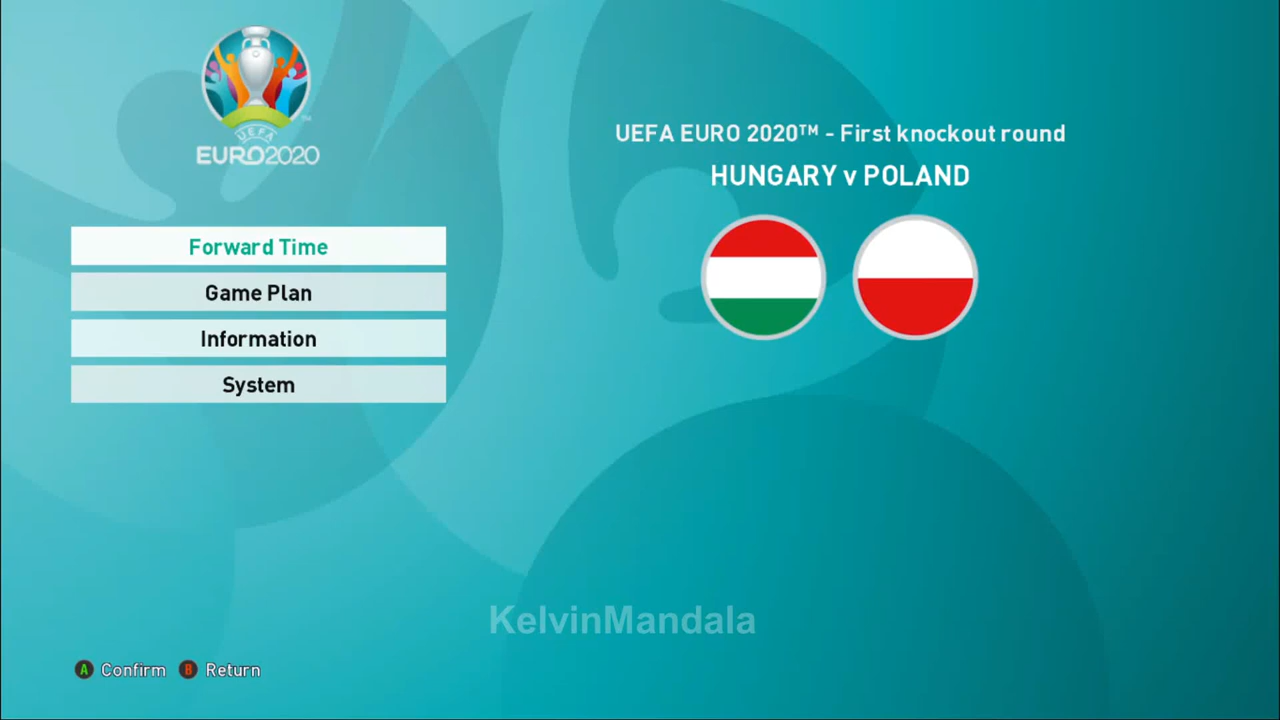 UEFA
EURO2020
UEFA EURO 2020™ - First knockout round
HUNGARY v POLAND
Forward Time
Game Plan
Information
System
KelvinMandala
A Confirm B Return